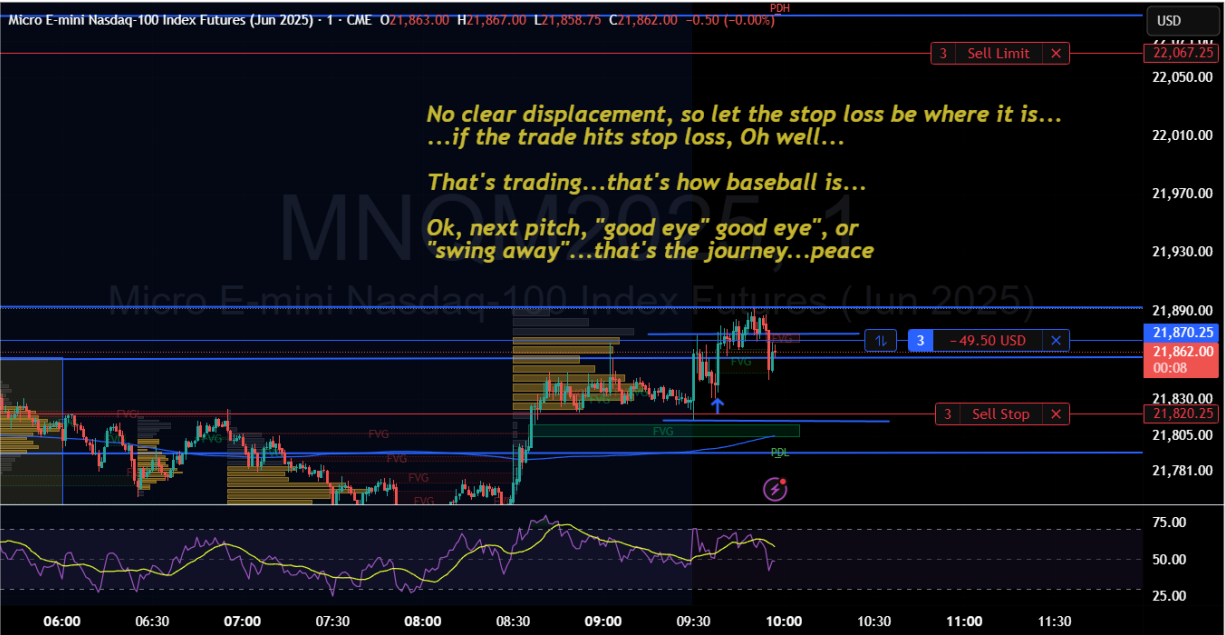 Micro E-mini Nasdaq-100 Index Futures (Jun 2025) · 1 · CME O21,863.00 H21,867.00 L21,858.75 C21,862.00 −0.50 (−0.00%)
PDH
USD
3 Sell Limit ✕ 22,067.25
22,050.00
No clear displacement, so let the stop loss be where it is...
...if the trade hits stop loss, Oh well...
22,010.00
That's trading...that's how baseball is...
21,970.00
Ok, next pitch, "good eye" good eye", or
"swing away"...that's the journey...peace
21,930.00
MNQM2025, 1
Micro E-mini Nasdaq-100 Index Futures (Jun 2025)
21,890.00
21,870.25
3 −49.50 USD ✕
FVG
21,862.00
00:08
FVG
FVG
21,830.00
3 Sell Stop ✕ 21,820.25
FVG
FVG
FVG
FVG
21,805.00
PDL
FVG
21,781.00
FVG
FVG
75.00
50.00
25.00
06:00 06:30 07:00 07:30 08:00 08:30 09:00 09:30 10:00 10:30 11:00 11:30